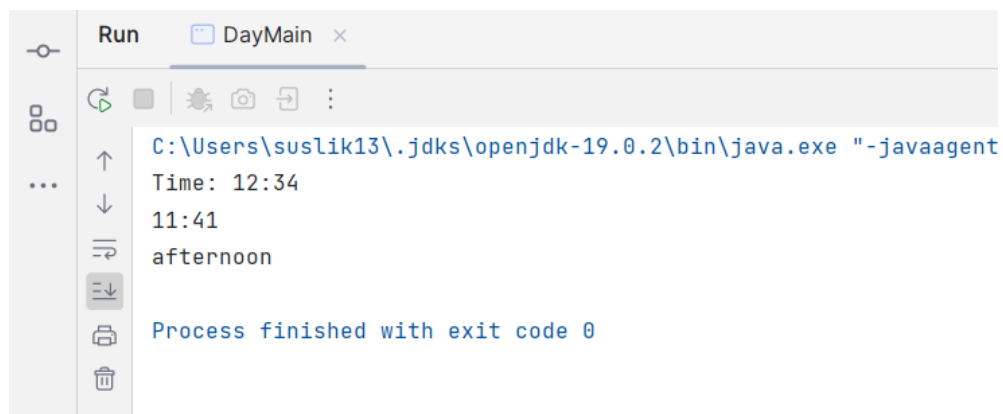 Run DayMain
C:\Users\suslik13\.jdks\openjdk-19.0.2\bin\java.exe "-javaagent
Time: 12:34
11:41
afternoon
Process finished with exit code 0